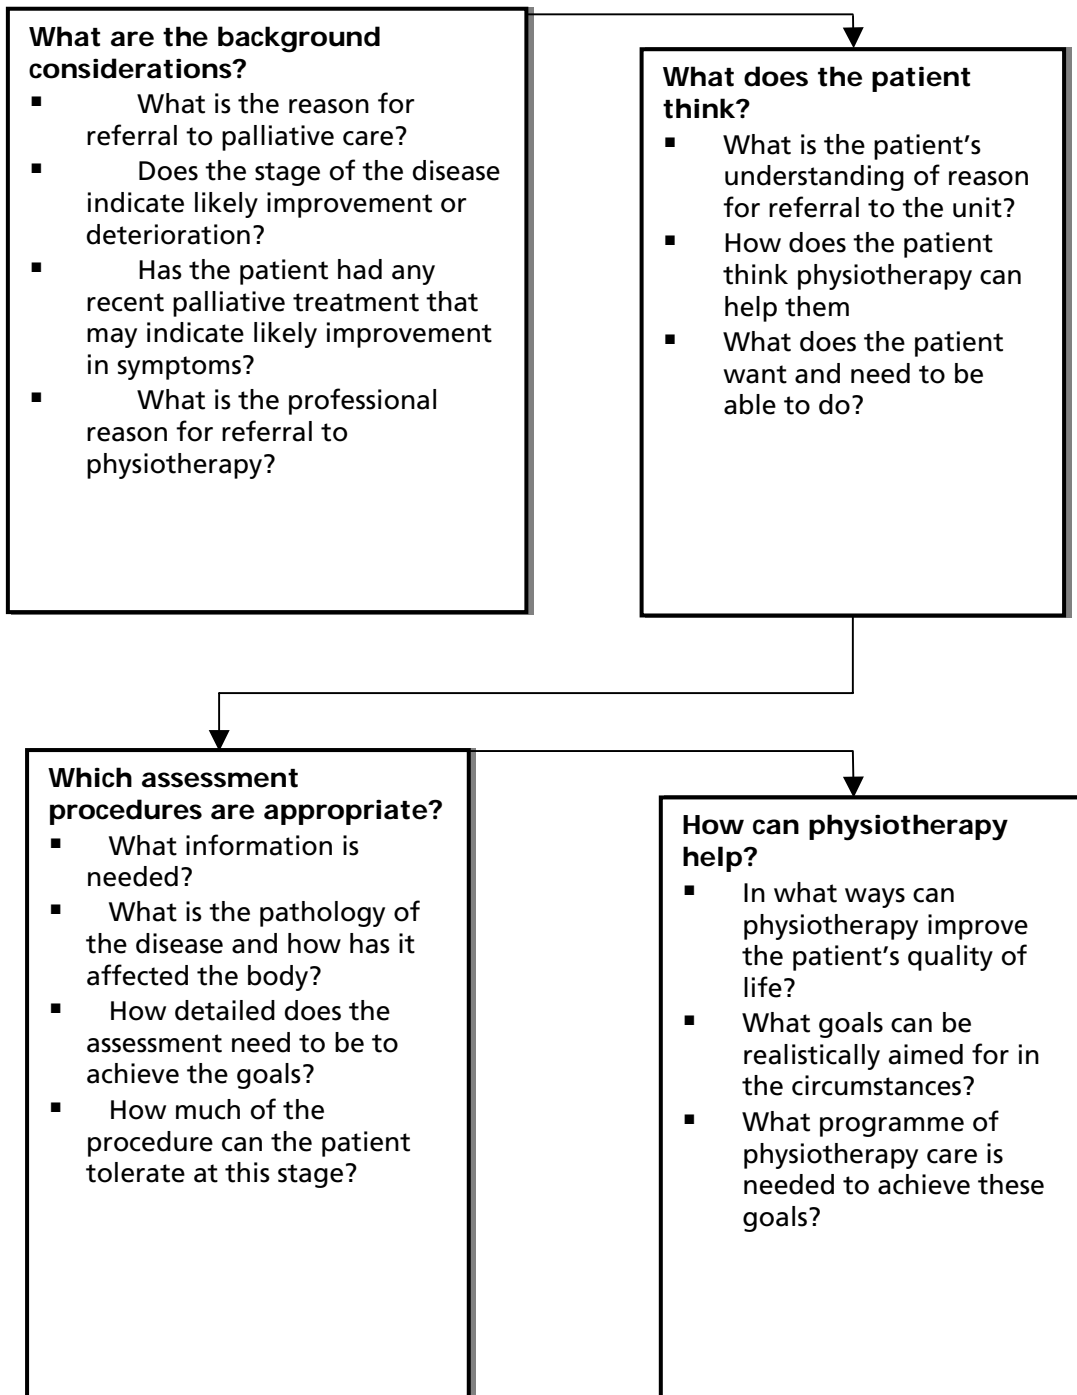 What are the background
considerations?
▪ What is the reason for
referral to palliative care?
▪ Does the stage of the disease
indicate likely improvement or
deterioration?
▪ Has the patient had any
recent palliative treatment that
may indicate likely improvement
in symptoms?
▪ What is the professional
reason for referral to
physiotherapy?
What does the patient
think?
▪ What is the patient's
understanding of reason
for referral to the unit?
▪ How does the patient
think physiotherapy can
help them
▪ What does the patient
want and need to be
able to do?
Which assessment
procedures are appropriate?
▪ What information is
needed?
▪ What is the pathology of
the disease and how has it
affected the body?
▪ How detailed does the
assessment need to be to
achieve the goals?
▪ How much of the
procedure can the patient
tolerate at this stage?
How can physiotherapy
help?
▪ In what ways can
physiotherapy improve
the patient's quality of
life?
▪ What goals can be
realistically aimed for in
the circumstances?
▪ What programme of
physiotherapy care is
needed to achieve these
goals?